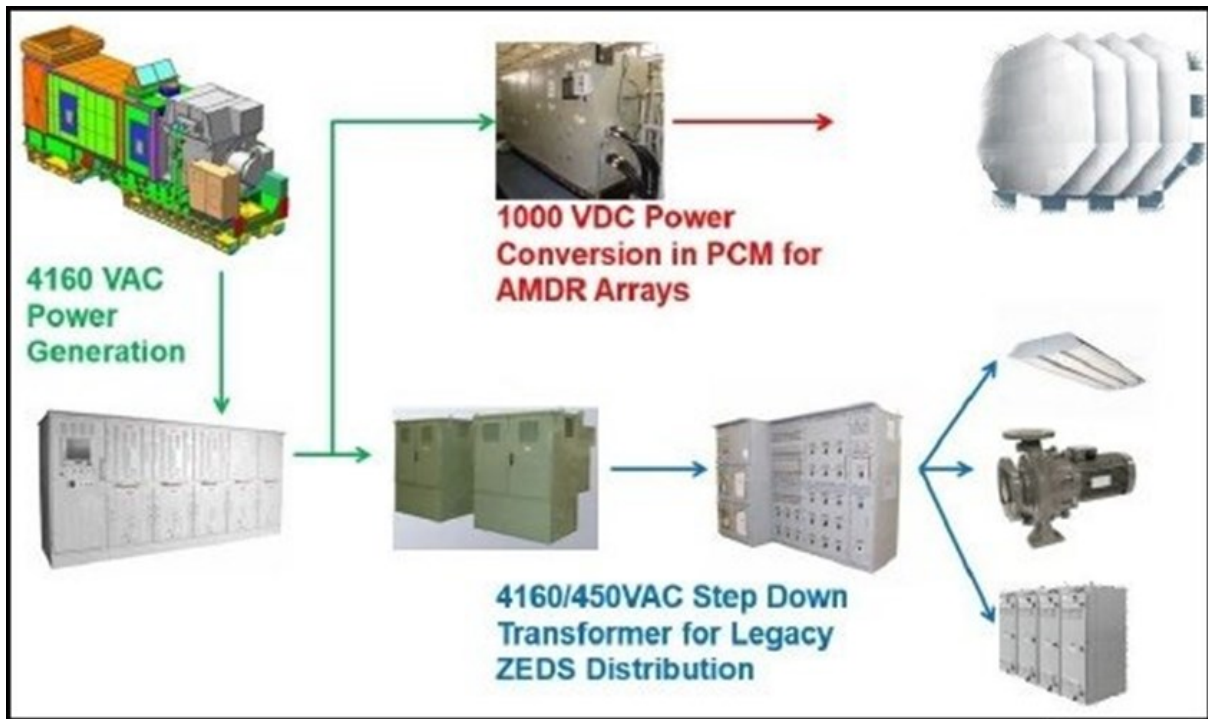 4160 VAC
Power
Generation
1000 VDC Power
Conversion in PCM for
AMDR Arrays
4160/450VAC Step Down
Transformer for Legacy
ZEDS Distribution